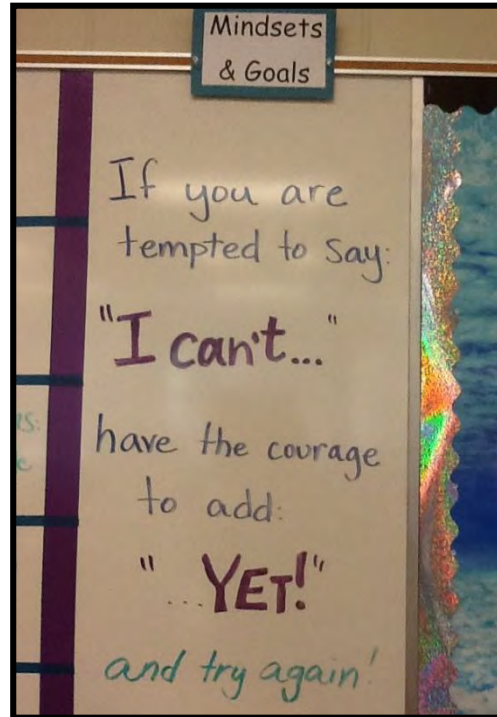 Mindsets
& Goals
If you are
tempted to say:
"I can't..."
have the courage
to add:
"...YET!"
and try again!